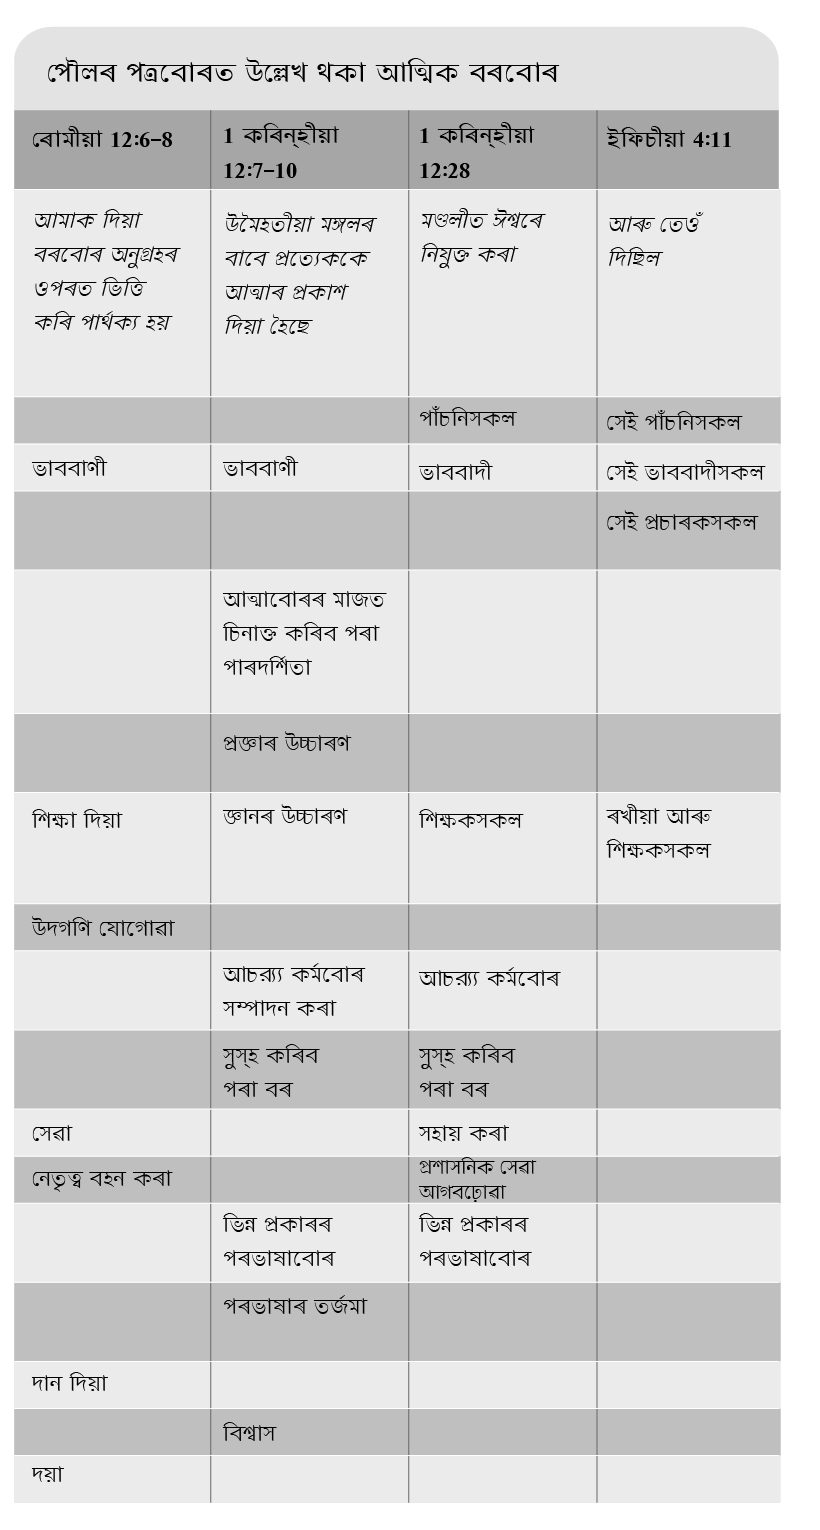 পৌলৰ পত্ৰবোৰত উল্লেখ থকা আত্মিক বৰবোৰ
ৰোমীয়া 12:6–8
1 কৰিন্হীয়া
12:7–10
1 কৰিন্হীয়া
12:28
ইফিচীয়া 4:11
আমাক দিয়া
বৰবোৰ অনুগ্ৰহৰ
ওপৰত ভিত্তি
কৰি পাৰ্থক্য হয়
উমৈহতীয়া মঙ্গলৰ
বাবে প্ৰত্যেককে
আত্মাৰ প্ৰকাশ
দিয়া হৈছে
মণ্ডলীত ঈশ্বৰে
নিযুক্ত কৰা
আৰু তেওঁ
দিছিল
পাঁচনিসকল
সেই পাঁচনিসকল
ভাববাণী
ভাববাণী
ভাববাদী
সেই ভাববাদীসকল
সেই প্ৰচাৰকসকল
আত্মাবোৰৰ মাজত
চিনাক্ত কৰিব পৰা
পাৰদৰ্শিতা
প্ৰজ্ঞাৰ উচ্চাৰণ
শিক্ষা দিয়া
জ্ঞানৰ উচ্চাৰণ
শিক্ষকসকল
ৰখীয়া আৰু
শিক্ষকসকল
উদগণি যোগোৱা
আচৰ্য্য কৰ্মবোৰ
সম্পাদন কৰা
আচৰ্য্য কৰ্মবোৰ
সুস্হ কৰিব
পৰা বৰ
সুস্হ কৰিব
পৰা বৰ
সেৱা
সহায় কৰা
নেতৃত্ব বহন কৰা
প্ৰশাসনিক সেৱা
আগবঢ়োৱা
ভিন্ন প্ৰকাৰৰ
পৰভাষাবোৰ
ভিন্ন প্ৰকাৰৰ
পৰভাষাবোৰ
পৰভাষাৰ তৰ্জমা
দান দিয়া
বিশ্বাস
দয়া